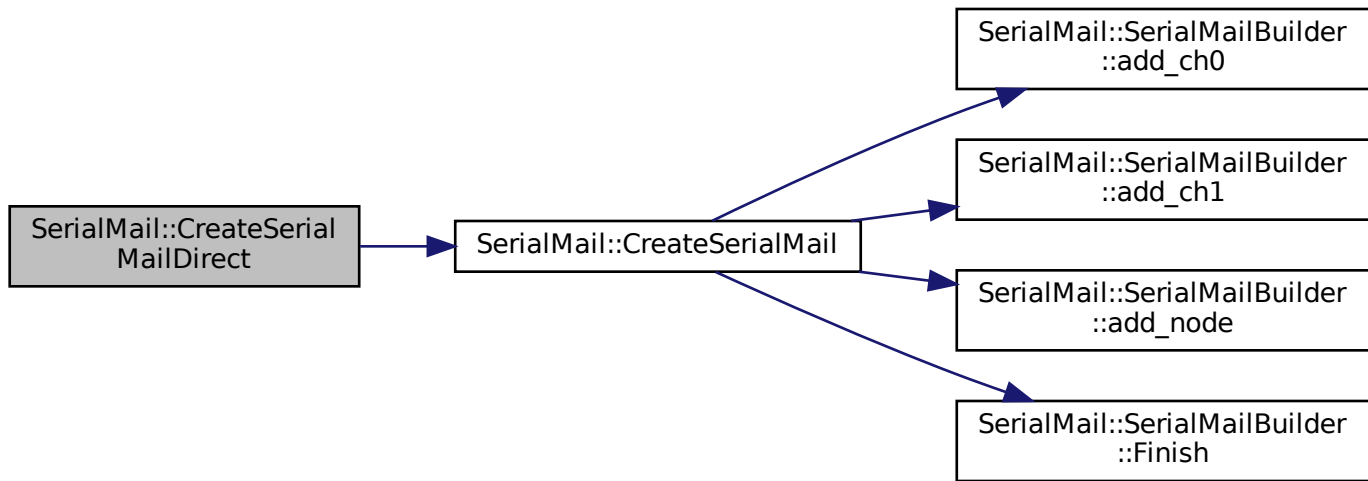 SerialMail::CreateSerial
MailDirect
SerialMail::CreateSerialMail
SerialMail::SerialMailBuilder
::add_ch0
SerialMail::SerialMailBuilder
::add_ch1
SerialMail::SerialMailBuilder
::add_node
SerialMail::SerialMailBuilder
::Finish